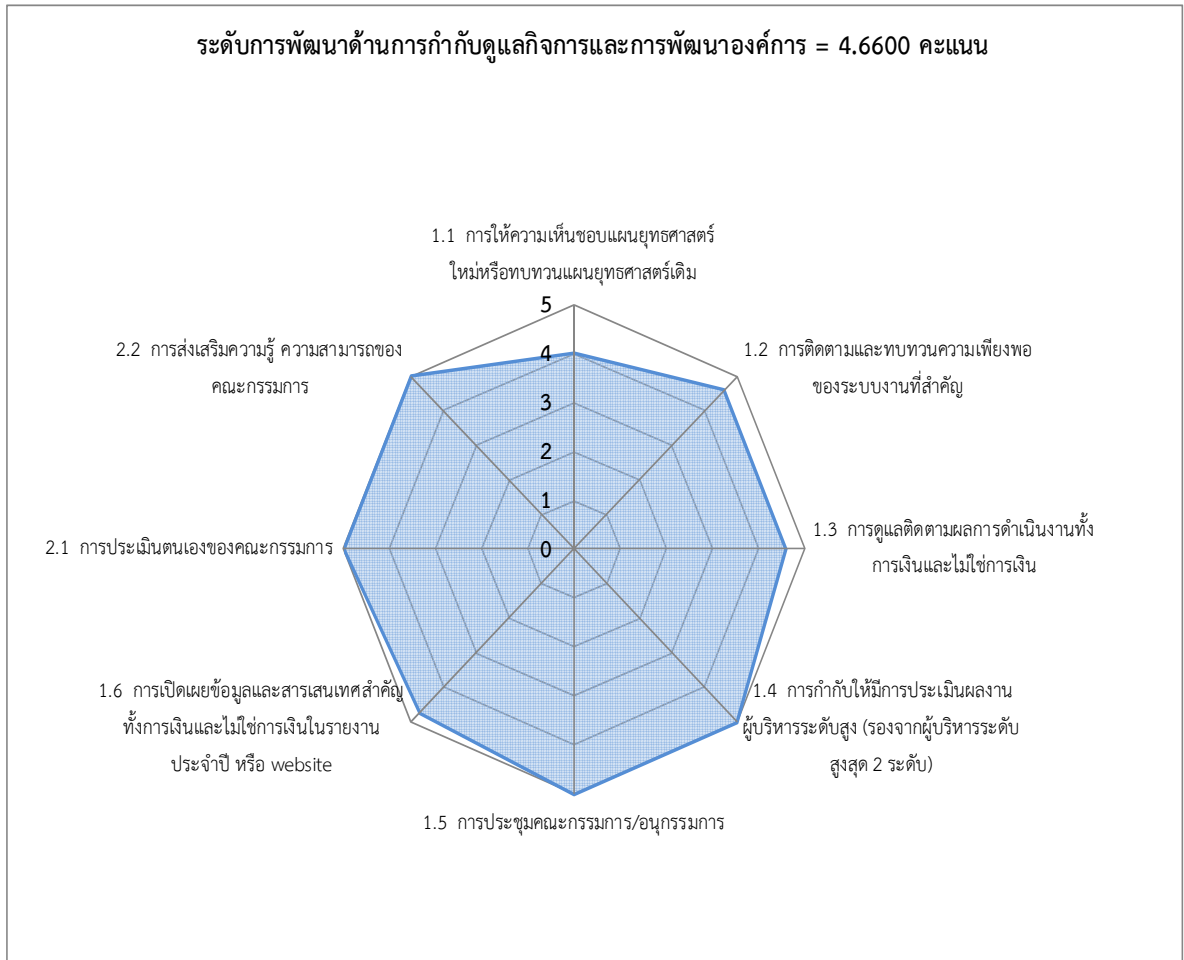 ระดับการพัฒนาด้านการกำกับดูแลกิจการและการพัฒนาองค์การ = 4.6600 คะแนน
1.1 การให้ความเห็นชอบแผนยุทธศาสตร์
ใหม่หรือทบทวนแผนยุทธศาสตร์เดิม
1.2 การติดตามและทบทวนความเพียงพอ
ของระบบงานที่สำคัญ
1.3 การดูแลติดตามผลการดำเนินงานทั้ง
การเงินและไม่ใช่การเงิน
1.4 การกำกับให้มีการประเมินผลงาน
ผู้บริหารระดับสูง (รองจากผู้บริหารระดับ
สูงสุด 2 ระดับ)
1.5 การประชุมคณะกรรมการ/อนุกรรมการ
1.6 การเปิดเผยข้อมูลและสารเสนเทศสำคัญ
ทั้งการเงินและไม่ใช่การเงินในรายงาน
ประจำปี หรือ website
2.1 การประเมินตนเองของคณะกรรมการ
2.2 การส่งเสริมความรู้ ความสามารถของ
คณะกรรมการ
5
4
3
2
1
0